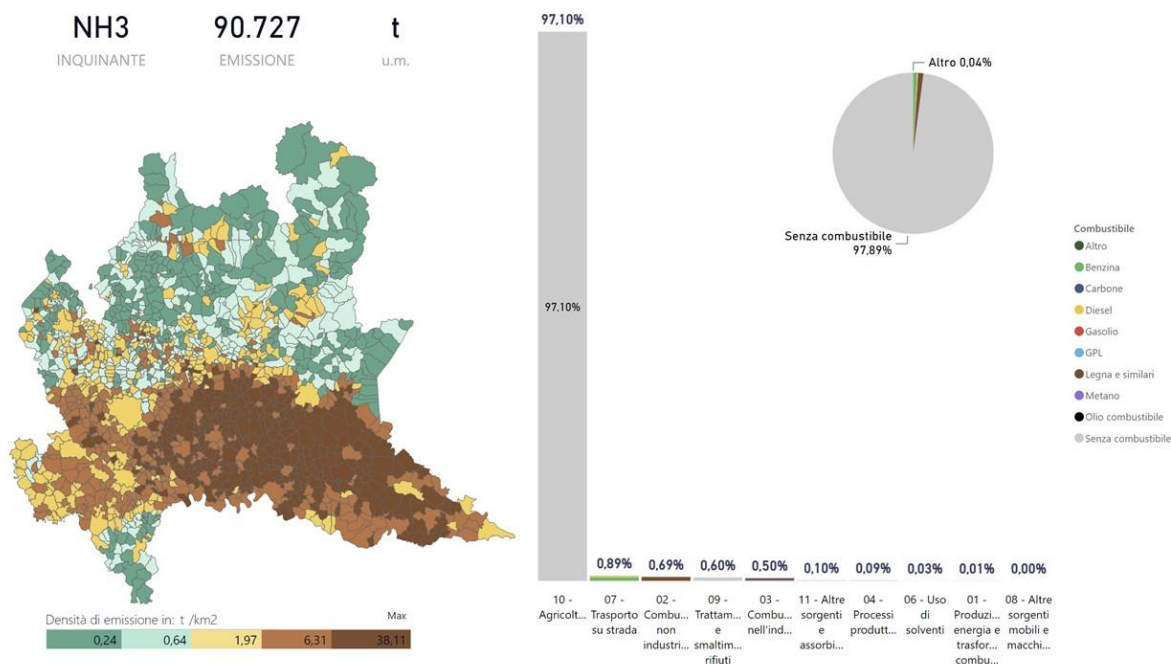 NH3 90.727 t
INQUINANTE EMISSIONE u.m.
Densità di emissione in: t /km2 Max
0,24 0,64 1,97 6,31 38,11
97,10%
97,10%
0,89%
0,69%
0,60%
0,50%
0,10%
0,09%
0,03%
0,01%
0,00%
10 -
Agricolt...
07 -
Trasporto
su strada
02 -
Combu...
non
industri...
09 -
Trattam...
e
smaltim...
rifiuti
03 -
Combu...
nell'ind...
11 - Altre
sorgenti
e
assorbi...
04 -
Processi
produtt...
06 - Uso
di
solventi
01 -
Produzi...
energia e
trasfor...
combu...
08 - Altre
sorgenti
mobili e
macchi...
Altro 0,04%
Senza combustibile
97,89%
Combustibile
Altro
Benzina
Carbone
Diesel
Gasolio
GPL
Legna e similari
Metano
Olio combustibile
Senza combustibile